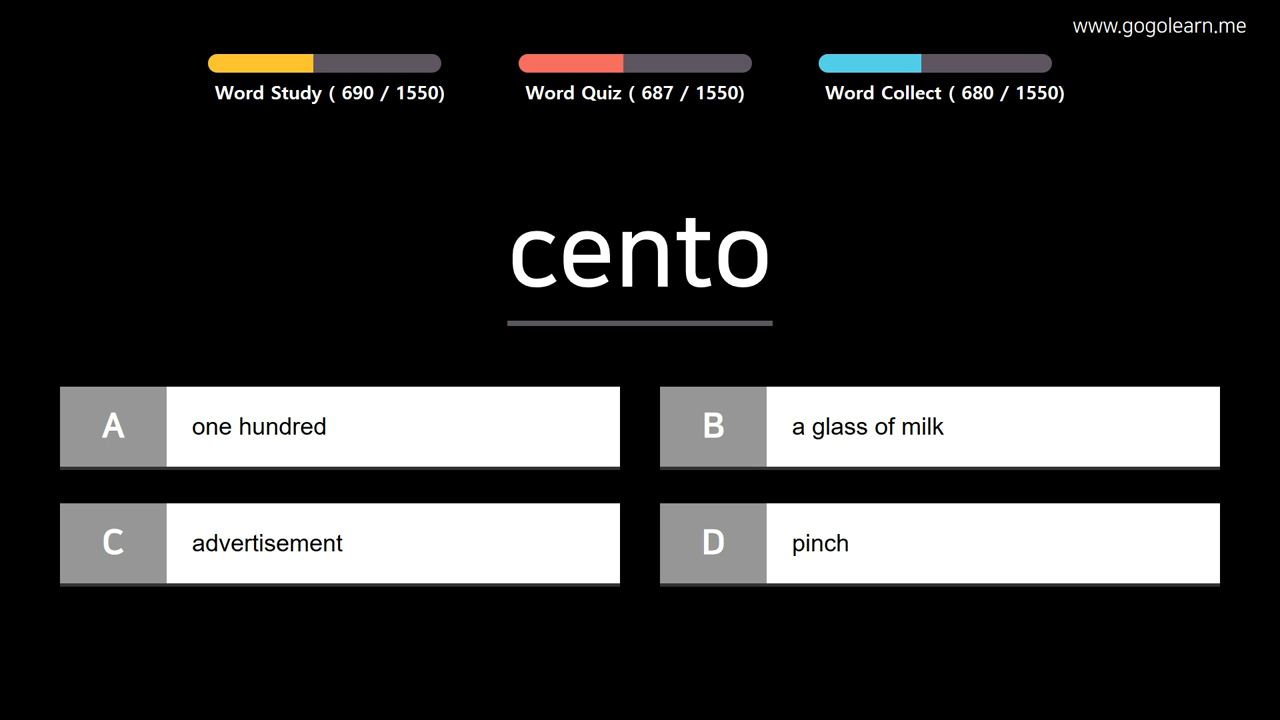 www.gogolearn.me
Word Study ( 690 / 1550)
Word Quiz ( 687 / 1550)
Word Collect ( 680 / 1550)
cento
A one hundred
B a glass of milk
C advertisement
D pinch